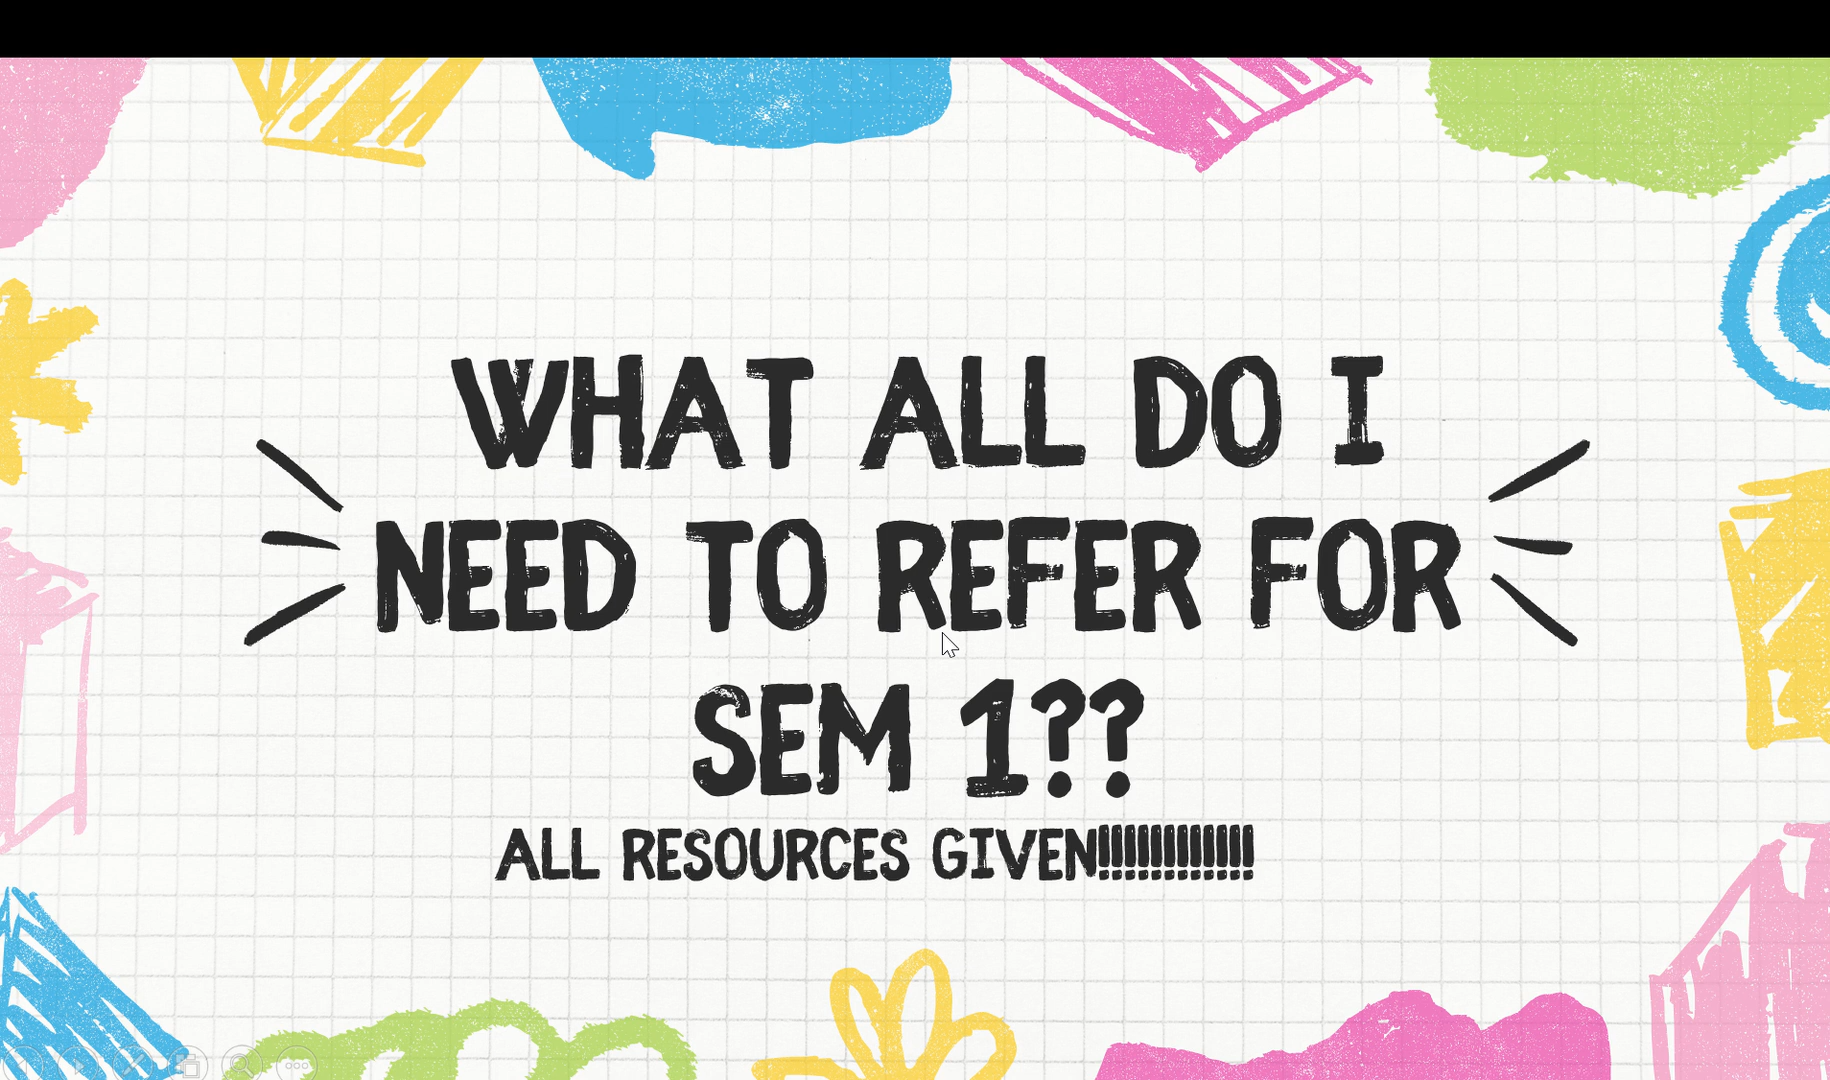 WHAT ALL DO I
NEED TO REFER FOR
SEM 1??
ALL RESOURCES GIVEN!!!!!!!!!!!!